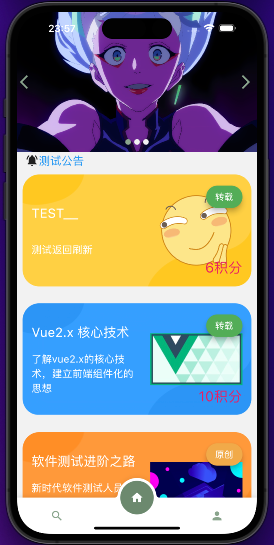 23:57
测试公告
转载
TEST__
测试返回刷新
6积分
转载
Vue2.x 核心技术
了解vue2.x的核心技
术，建立前端组件化的
思想
10积分
原创
软件测试进阶之路
新时代软件测试人员